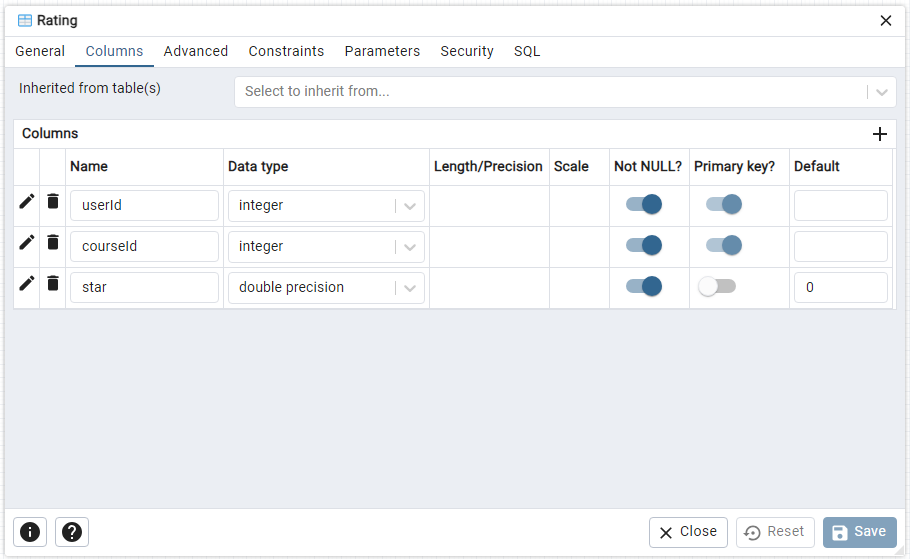 Rating
General Columns Advanced Constraints Parameters Security SQL
Inherited from table(s) Select to inherit from...
Columns
Name Data type Length/Precision Scale Not NULL? Primary key? Default
userId integer
courseId integer
star double precision 0
Close Reset Save